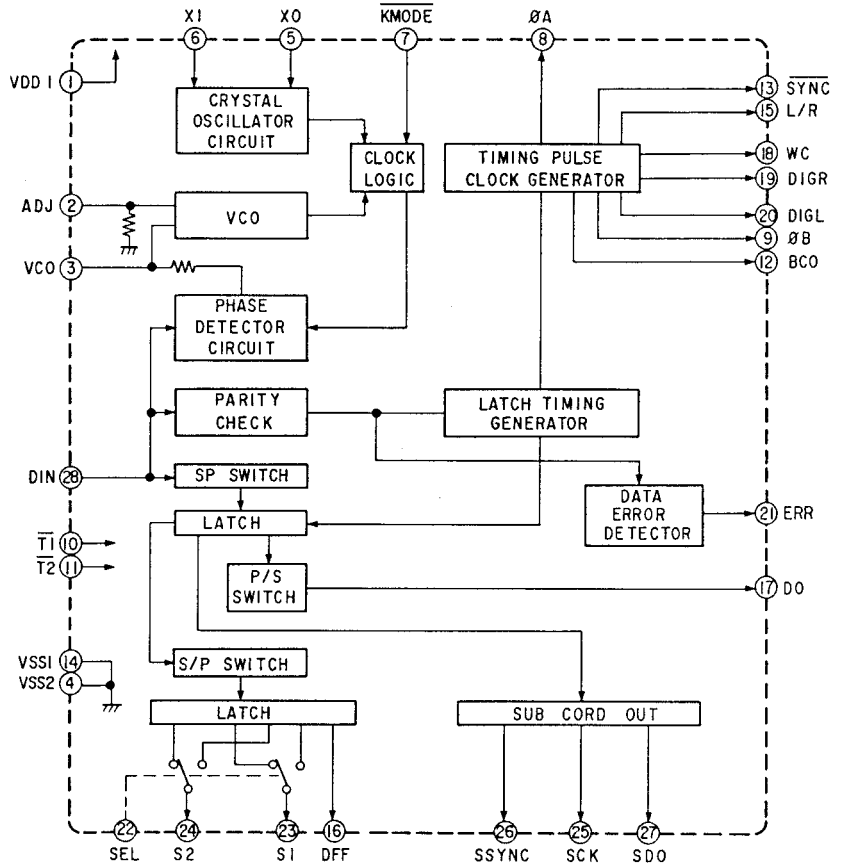 XI XO KMODE ØA
6 5 7 8
VDD I 1
13 SYNC
15 L/R
CRYSTAL
OSCILLATOR
CIRCUIT
CLOCK
LOGIC
TIMING PULSE
CLOCK GENERATOR
18 WC
19 DIGR
ADJ 2
VCO
20 DIGL
9 ØB
12 BCO
VCO 3
PHASE
DETECTOR
CIRCUIT
PARITY
CHECK
LATCH TIMING
GENERATOR
DIN 28
SP SWITCH
DATA
ERROR
DETECTOR
21 ERR
LATCH
T1 10
T2 11
P/S
SWITCH
17 DO
VSS1 14
VSS2 4
S/P SWITCH
LATCH
SUB CORD OUT
22 24 23 16 26 25 27
SEL S2 S1 DFF SSYNC SCK SDO